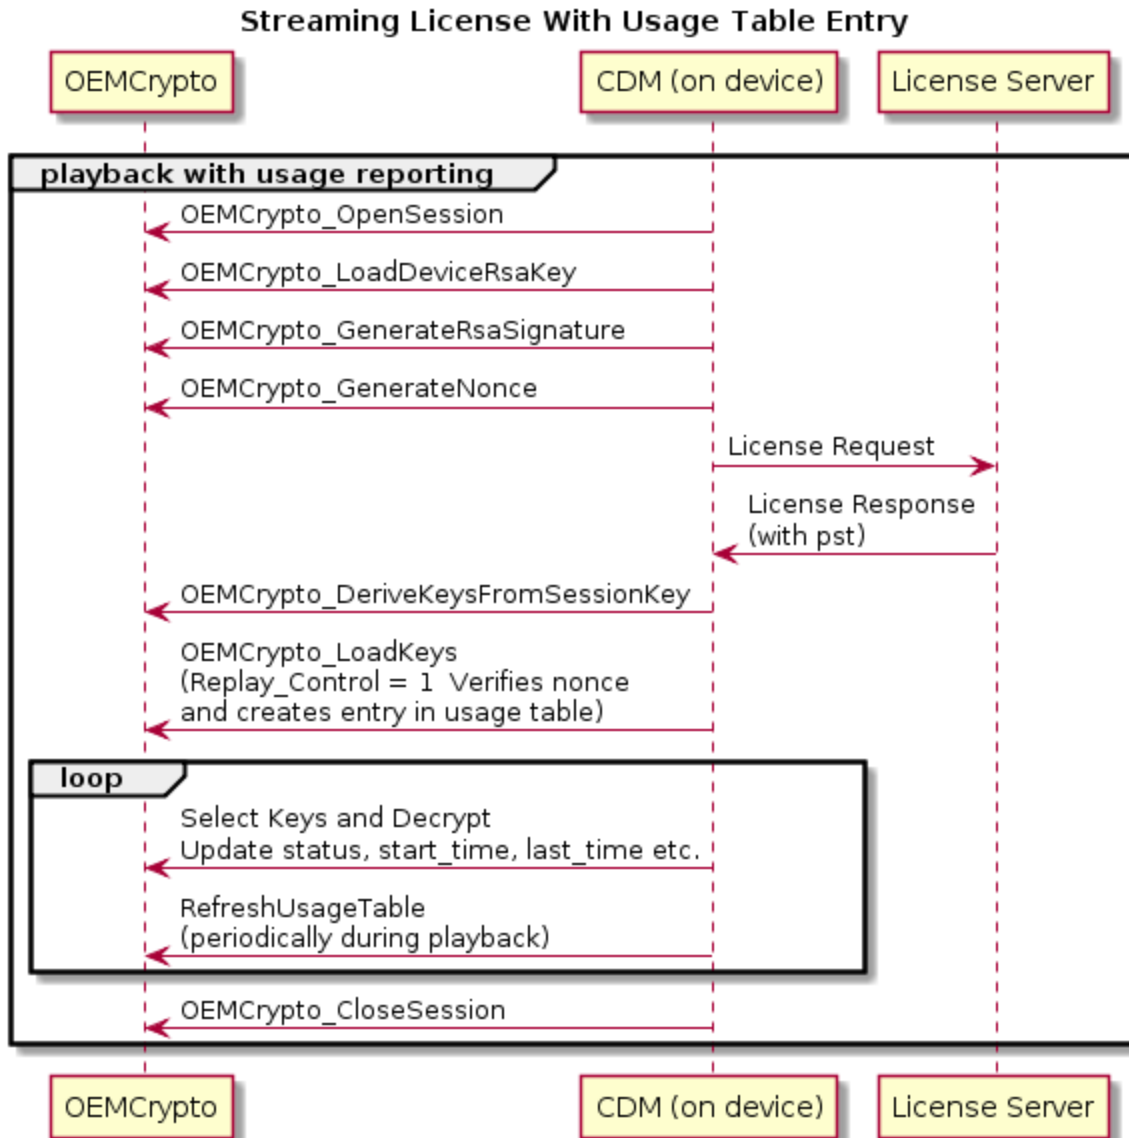 Streaming License With Usage Table Entry
OEMCrypto
CDM (on device)
License Server
playback with usage reporting
OEMCrypto_OpenSession
OEMCrypto_LoadDeviceRsaKey
OEMCrypto_GenerateRsaSignature
OEMCrypto_GenerateNonce
License Request
License Response
(with pst)
OEMCrypto_DeriveKeysFromSessionKey
OEMCrypto_LoadKeys
(Replay_Control = 1  Verifies nonce
and creates entry in usage table)
loop
Select Keys and Decrypt
Update status, start_time, last_time etc.
RefreshUsageTable
(periodically during playback)
OEMCrypto_CloseSession
OEMCrypto
CDM (on device)
License Server